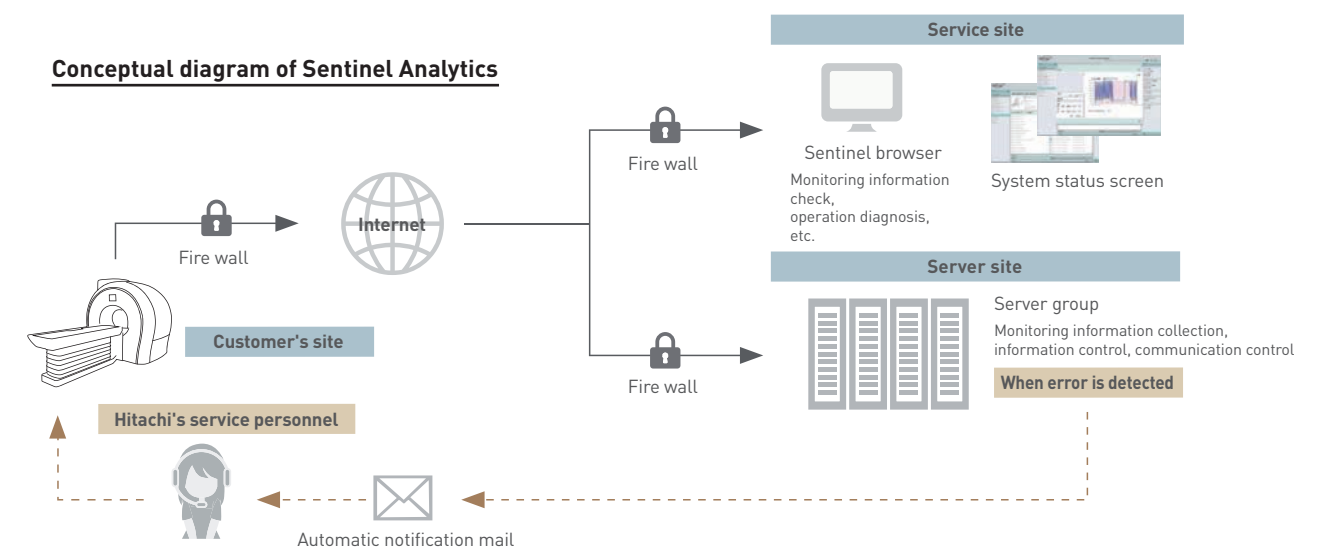 Conceptual diagram of Sentinel Analytics
Service site
Fire wall
Sentinel browser
Monitoring information
check,
operation diagnosis,
etc.
System status screen
Internet
Fire wall
Customer's site
Server site
Fire wall
Server group
Monitoring information collection,
information control, communication control
When error is detected
Hitachi's service personnel
Automatic notification mail